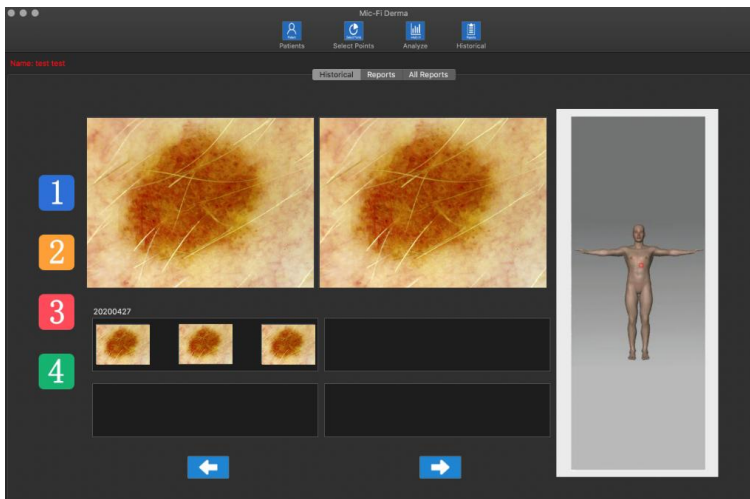 Mic-Fi Derma
Patients Select Points Analyze Historical
Name: test test
Historical Reports All Reports
1
2
3
20200427
4